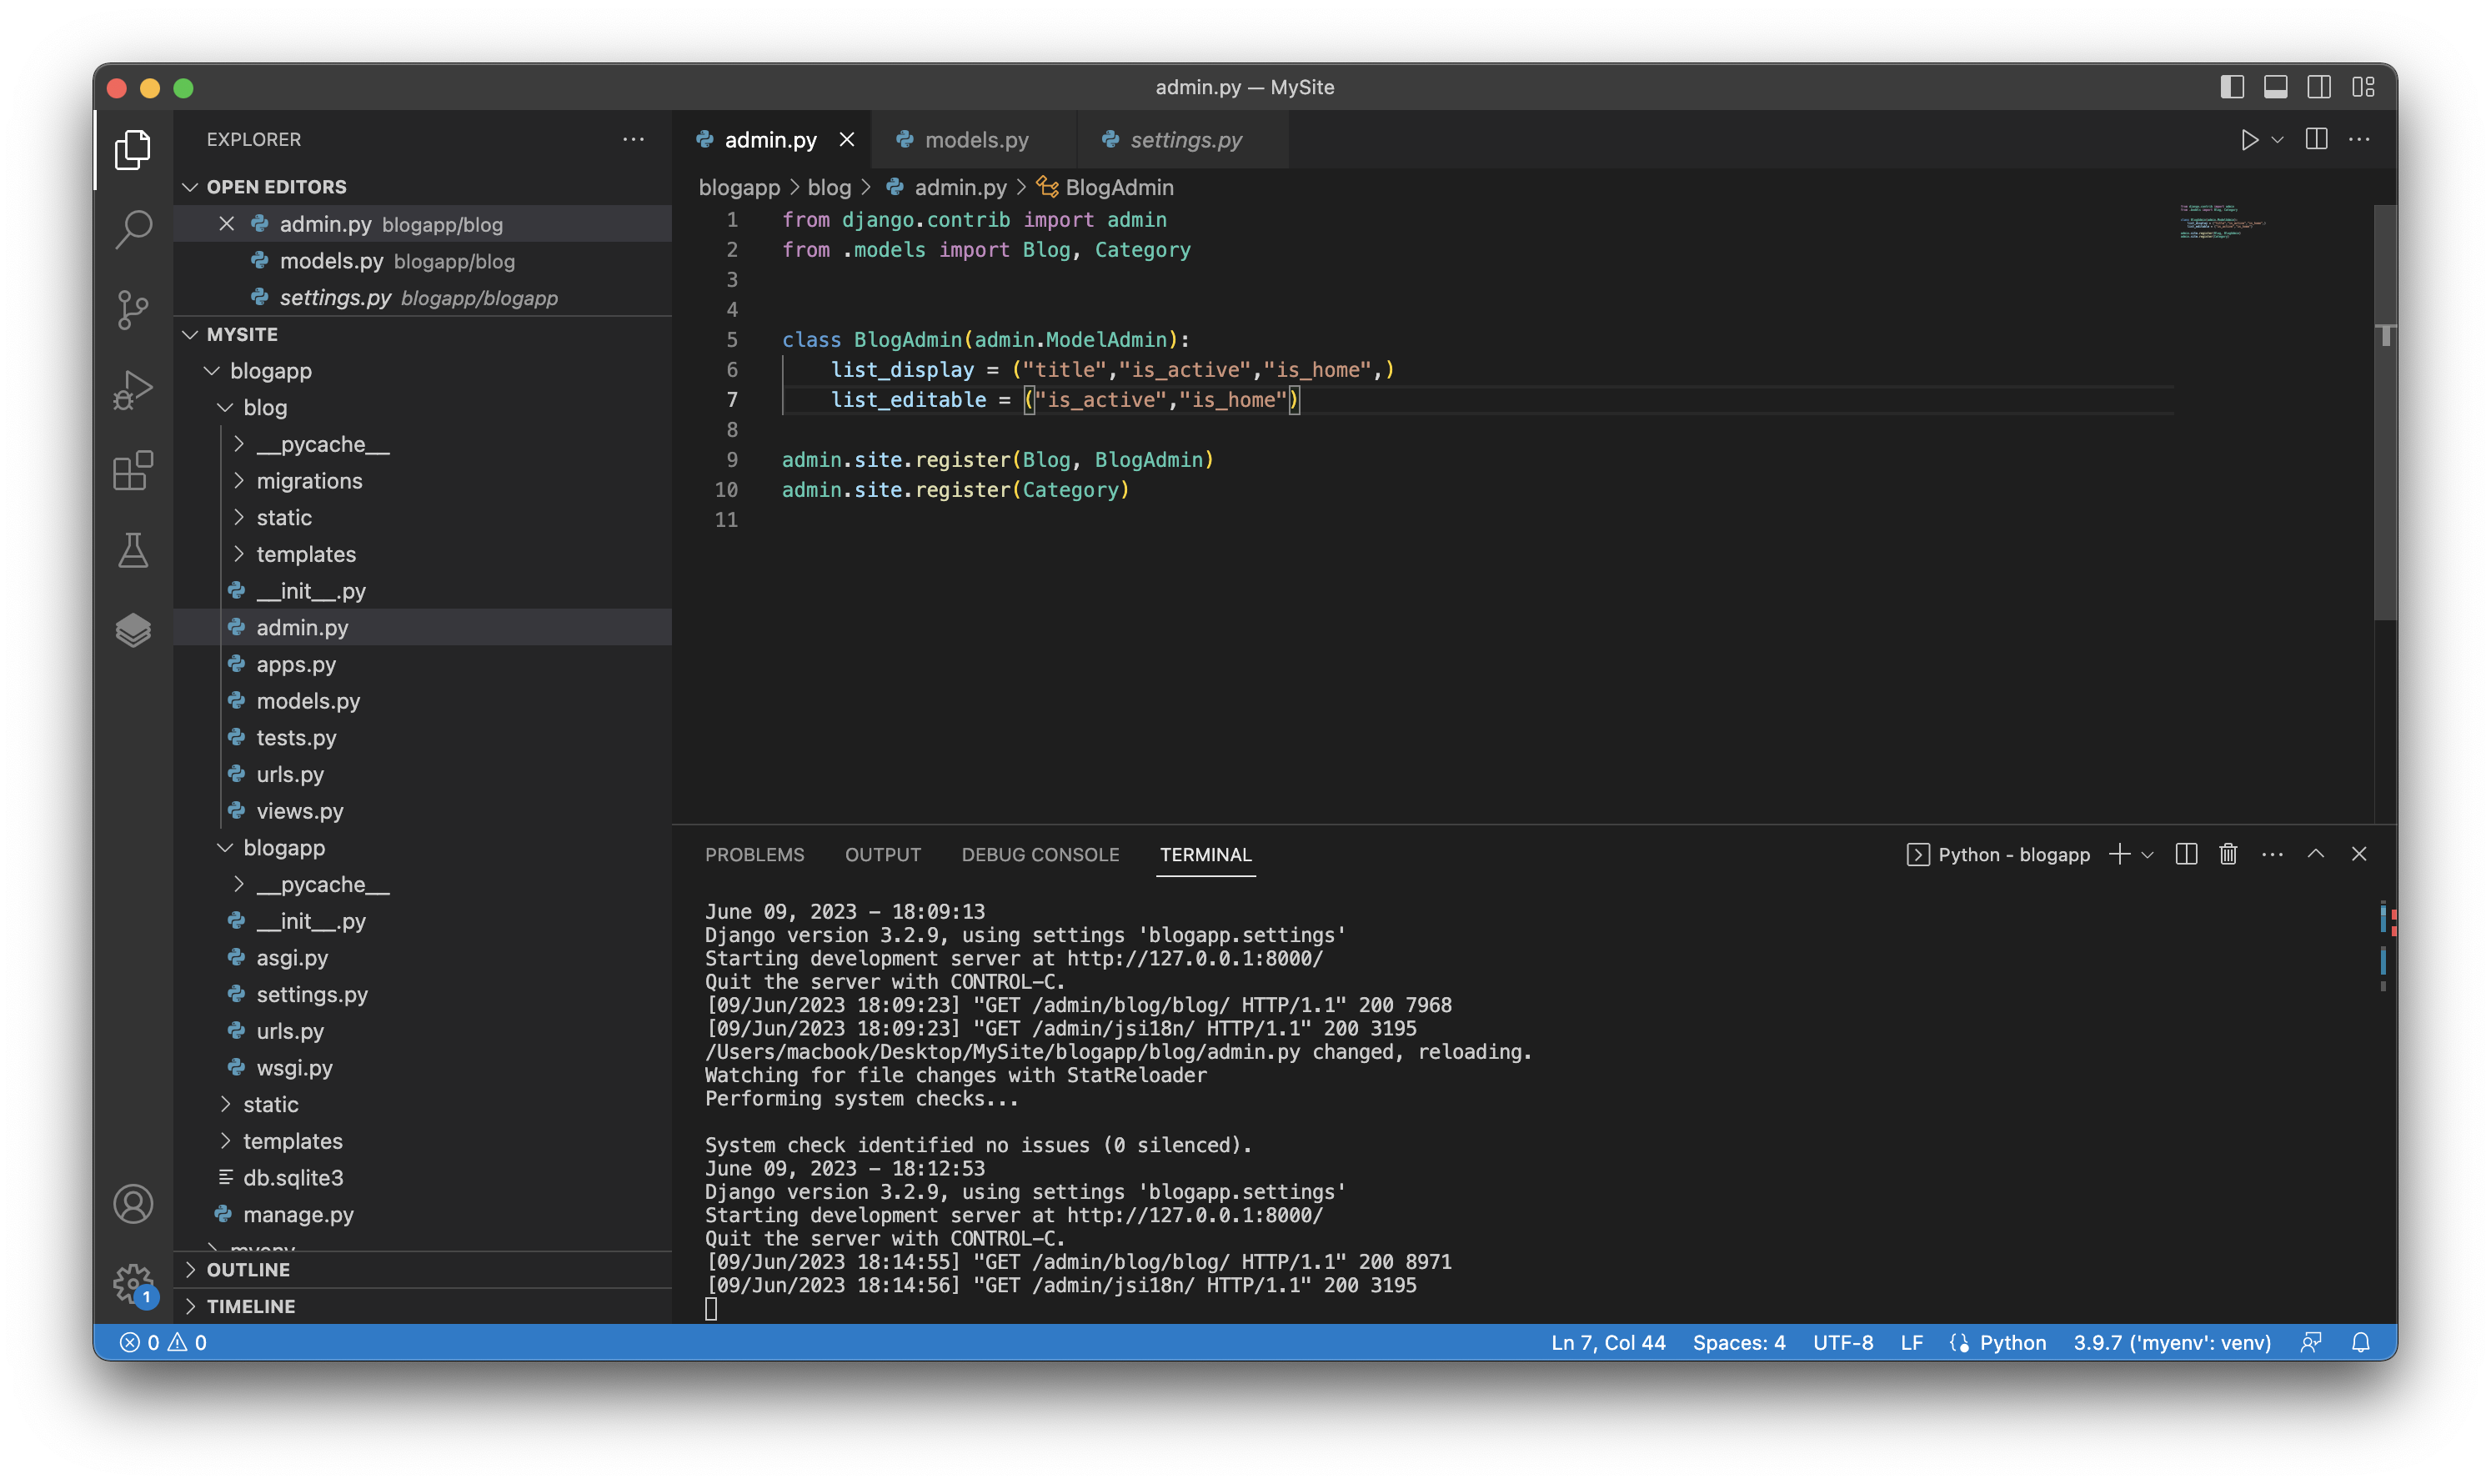 admin.py — MySite
EXPLORER
OPEN EDITORS
admin.py blogapp/blog
models.py blogapp/blog
settings.py blogapp/blogapp
MYSITE
blogapp
blog
__pycache__
migrations
static
templates
__init__.py
admin.py
apps.py
models.py
tests.py
urls.py
views.py
blogapp
__pycache__
__init__.py
asgi.py
settings.py
urls.py
wsgi.py
static
templates
db.sqlite3
manage.py
myenv
OUTLINE
TIMELINE
admin.py models.py settings.py
blogapp > blog > admin.py > BlogAdmin
1 from django.contrib import admin
2 from .models import Blog, Category
3
4
5 class BlogAdmin(admin.ModelAdmin):
6     list_display = ("title","is_active","is_home",)
7     list_editable = ("is_active","is_home")
8
9 admin.site.register(Blog, BlogAdmin)
10 admin.site.register(Category)
11
PROBLEMS OUTPUT DEBUG CONSOLE TERMINAL Python - blogapp
June 09, 2023 - 18:09:13
Django version 3.2.9, using settings 'blogapp.settings'
Starting development server at http://127.0.0.1:8000/
Quit the server with CONTROL-C.
[09/Jun/2023 18:09:23] "GET /admin/blog/blog/ HTTP/1.1" 200 7968
[09/Jun/2023 18:09:23] "GET /admin/jsi18n/ HTTP/1.1" 200 3195
/Users/macbook/Desktop/MySite/blogapp/blog/admin.py changed, reloading.
Watching for file changes with StatReloader
Performing system checks...
System check identified no issues (0 silenced).
June 09, 2023 - 18:12:53
Django version 3.2.9, using settings 'blogapp.settings'
Starting development server at http://127.0.0.1:8000/
Quit the server with CONTROL-C.
[09/Jun/2023 18:14:55] "GET /admin/blog/blog/ HTTP/1.1" 200 8971
[09/Jun/2023 18:14:56] "GET /admin/jsi18n/ HTTP/1.1" 200 3195
1
0 0 Ln 7, Col 44 Spaces: 4 UTF-8 LF Python 3.9.7 ('myenv': venv)